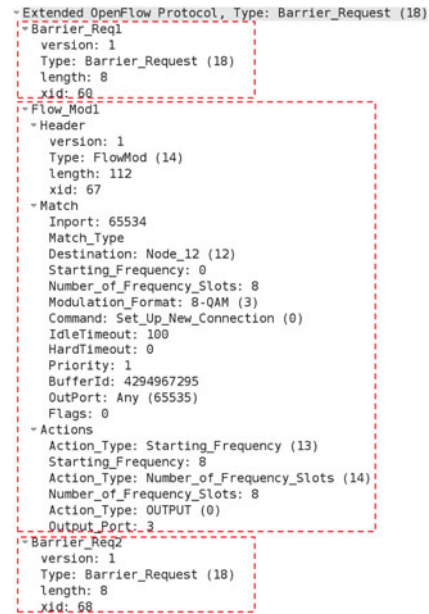 Extended OpenFlow Protocol, Type: Barrier_Request (18)
Barrier_Req1
version: 1
Type: Barrier_Request (18)
length: 8
xid: 60
Flow_Mod1
Header
version: 1
Type: FlowMod (14)
length: 112
xid: 67
Match
Inport: 65534
Match_Type
Destination: Node_12 (12)
Starting_Frequency: 0
Number_of_Frequency_Slots: 8
Modulation_Format: 8-QAM (3)
Command: Set_Up_New_Connection (0)
IdleTimeout: 100
HardTimeout: 0
Priority: 1
BufferId: 4294967295
OutPort: Any (65535)
Flags: 0
Actions
Action_Type: Starting_Frequency (13)
Starting_Frequency: 8
Action_Type: Number_of_Frequency_Slots (14)
Number_of_Frequency_Slots: 8
Action_Type: OUTPUT (0)
Output_Port: 3
Barrier_Req2
version: 1
Type: Barrier_Request (18)
length: 8
xid: 68